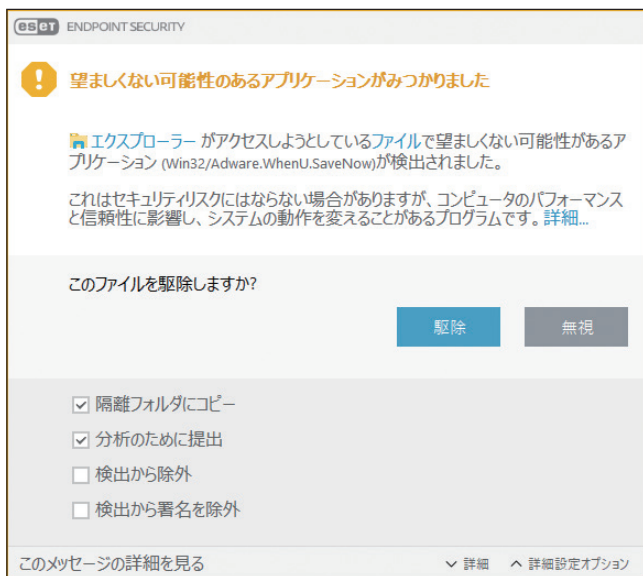 eset ENDPOINT SECURITY
望ましくない可能性のあるアプリケーションがみつかりました
エクスプローラー がアクセスしようとしているファイルで望ましくない可能性があるア
プリケーション (Win32/Adware.WhenU.SaveNow)が検出されました。
これはセキュリティリスクにはならない場合がありますが、コンピュータのパフォーマンス
と信頼性に影響し、システムの動作を変えることがあるプログラムです。詳細...
このファイルを駆除しますか?
駆除 無視
隔離フォルダにコピー
分析のために提出
検出から除外
検出から署名を除外
このメッセージの詳細を見る 詳細 詳細設定オプション